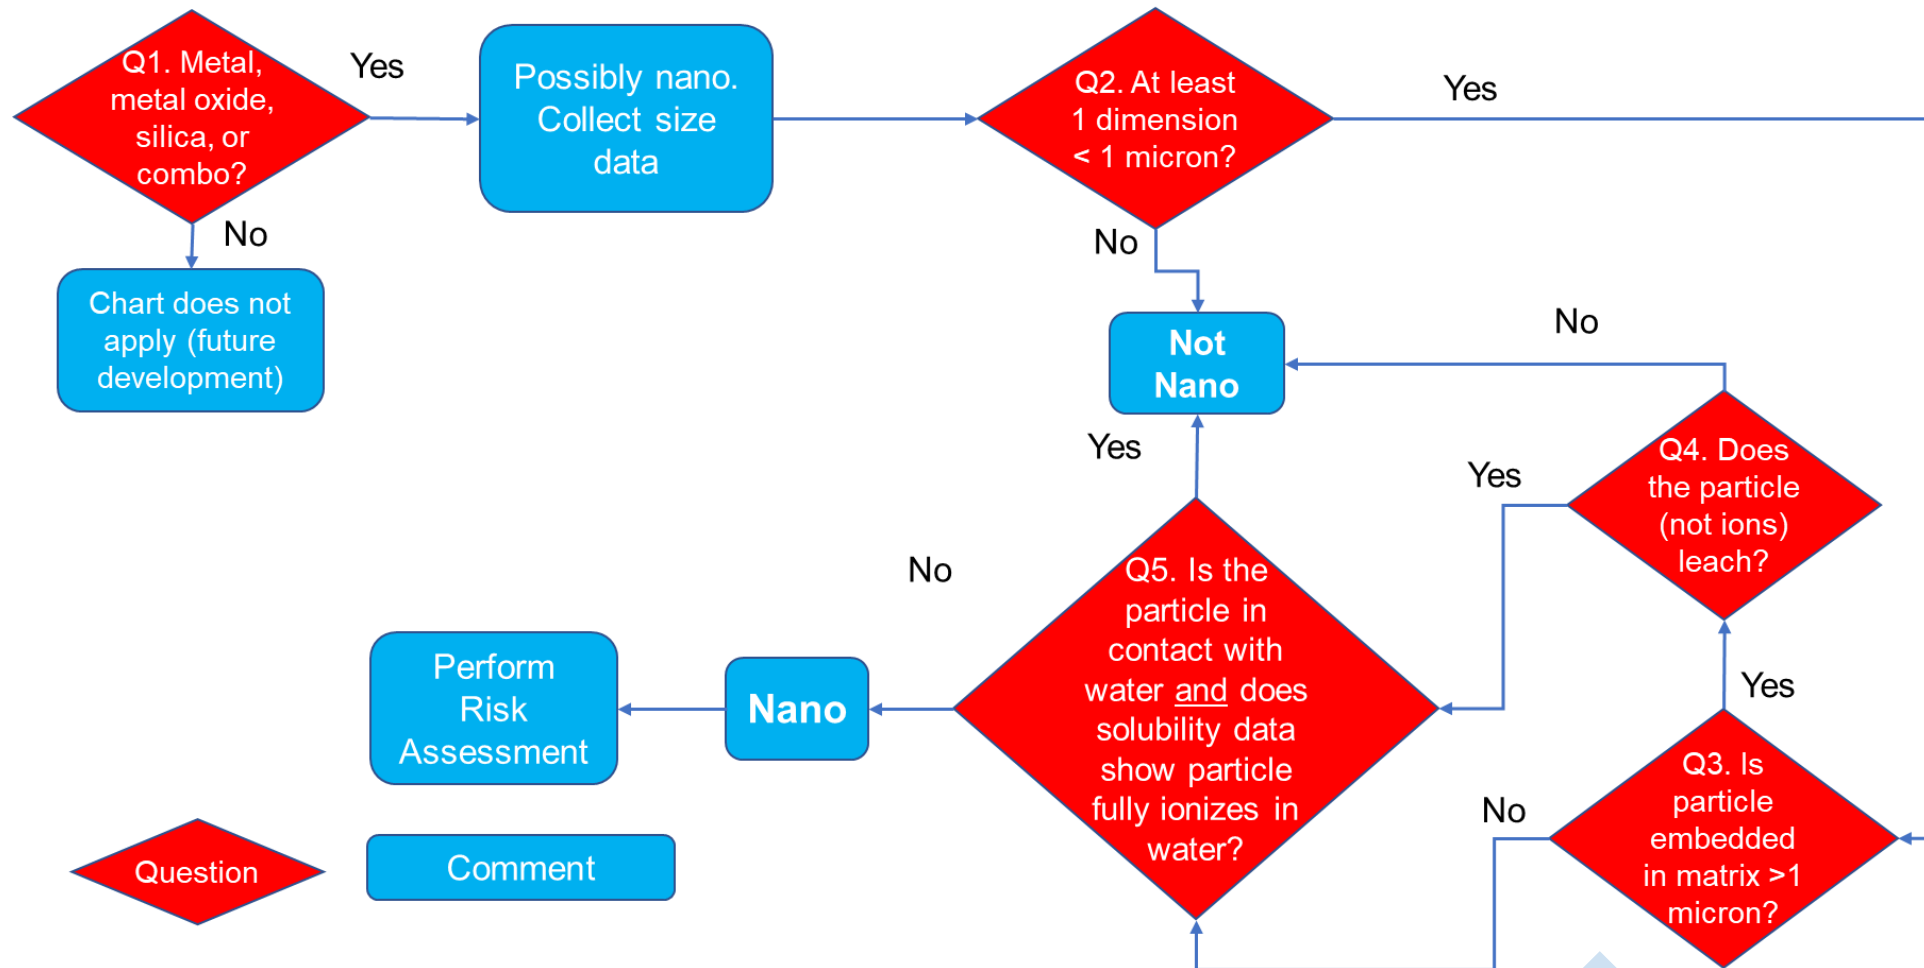 Q1. Metal,
metal oxide,
silica, or
combo?
Yes
No
Possibly nano.
Collect size
data
Q2. At least
1 dimension
< 1 micron?
Yes
No
Chart does not
apply (future
development)
Not
Nano
No
Yes
Q4. Does
the particle
(not ions)
leach?
Yes
Q5. Is the
particle in
contact with
water and does
solubility data
show particle
fully ionizes in
water?
No
Nano
Perform
Risk
Assessment
Yes
Q3. Is
particle
embedded
in matrix >1
micron?
No
Question
Comment